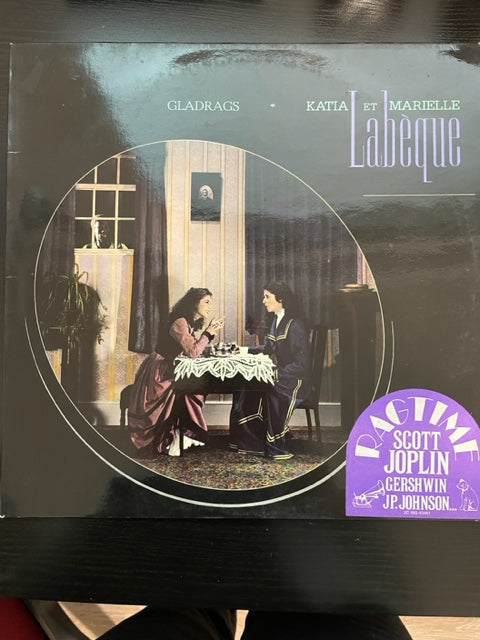 GLADRAGS • KATIA ET MARIELLE
Labèque
RAGTIME
SCOTT
JOPLIN
GERSHWIN
J.P. JOHNSON...